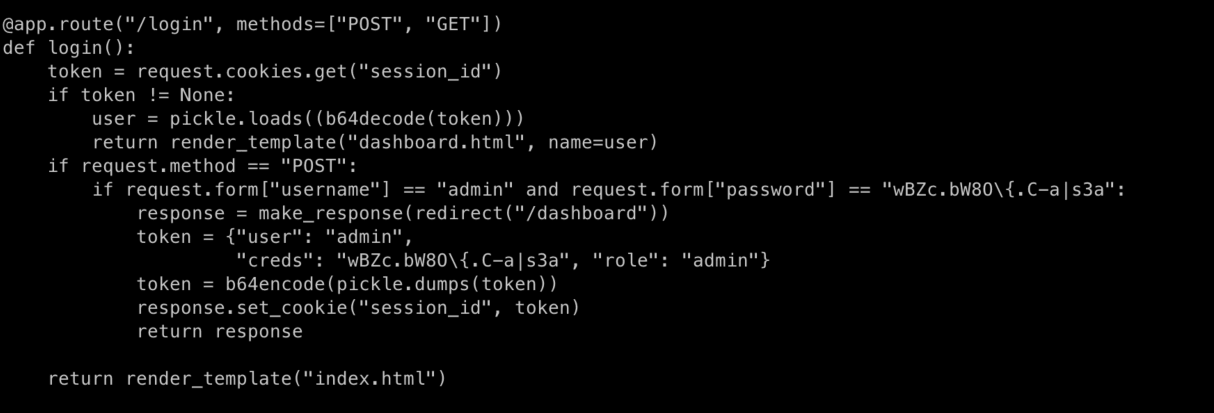 @app.route("/login", methods=["POST", "GET"])
def login():
    token = request.cookies.get("session_id")
    if token != None:
        user = pickle.loads((b64decode(token)))
        return render_template("dashboard.html", name=user)
    if request.method == "POST":
        if request.form["username"] == "admin" and request.form["password"] == "wBZc.bW8O\{.C-a|s3a":
            response = make_response(redirect("/dashboard"))
            token = {"user": "admin",
                     "creds": "wBZc.bW8O\{.C-a|s3a", "role": "admin"}
            token = b64encode(pickle.dumps(token))
            response.set_cookie("session_id", token)
            return response
    return render_template("index.html")